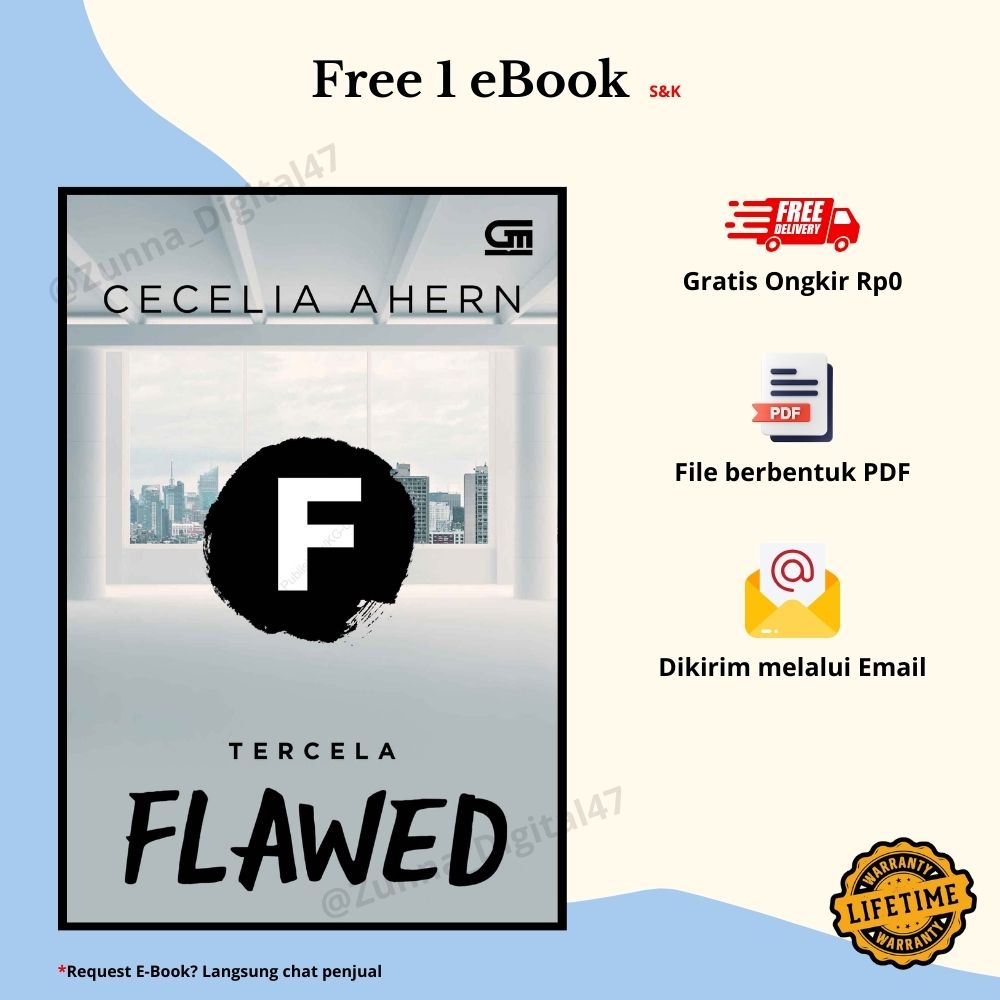 Free 1 eBook S&K
@Zunna_Digital47
GM
CECELIA AHERN
F
TERCELA
FLAWED
@Zunna_Digital47
FREE
DELIVERY
Gratis Ongkir Rp0
PDF
File berbentuk PDF
@
Dikirim melalui Email
WARRANTY
LIFETIME
WARRANTY
*Request E-Book? Langsung chat penjual